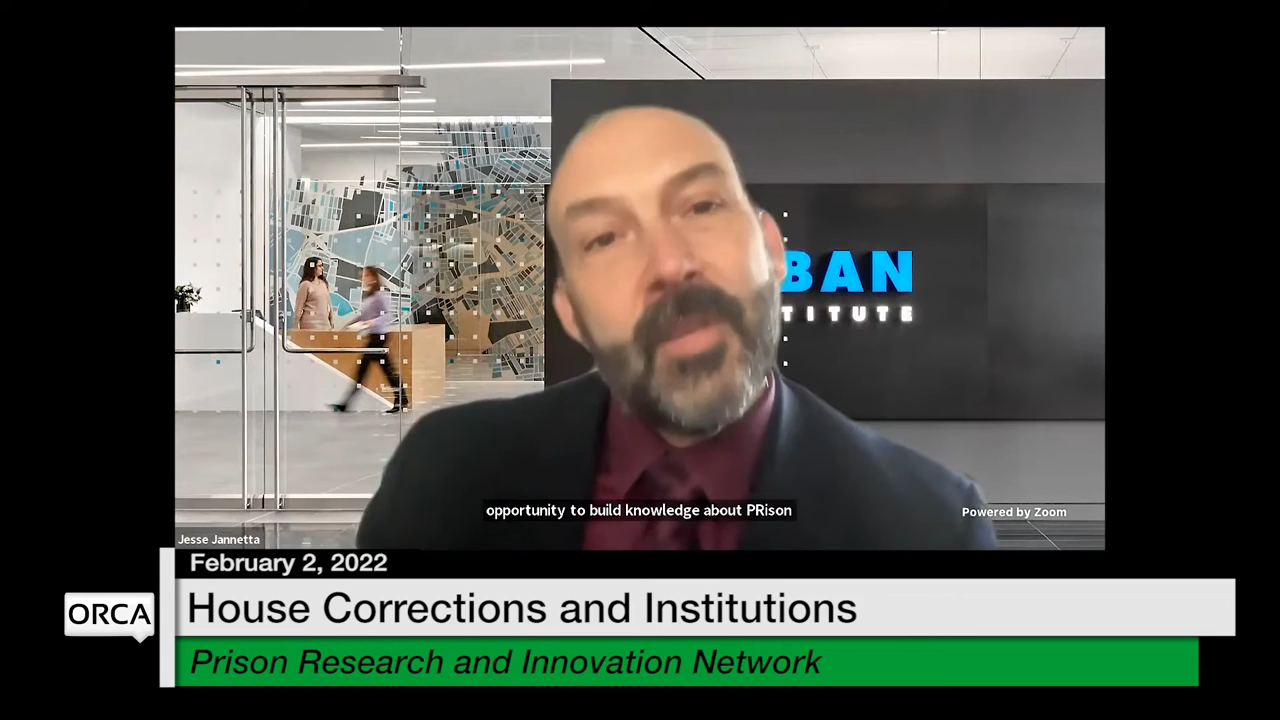 BAN
TITUTE
opportunity to build knowledge about PRison
Powered by Zoom
Jesse Jannetta
February 2, 2022
ORCA
House Corrections and Institutions
Prison Research and Innovation Network